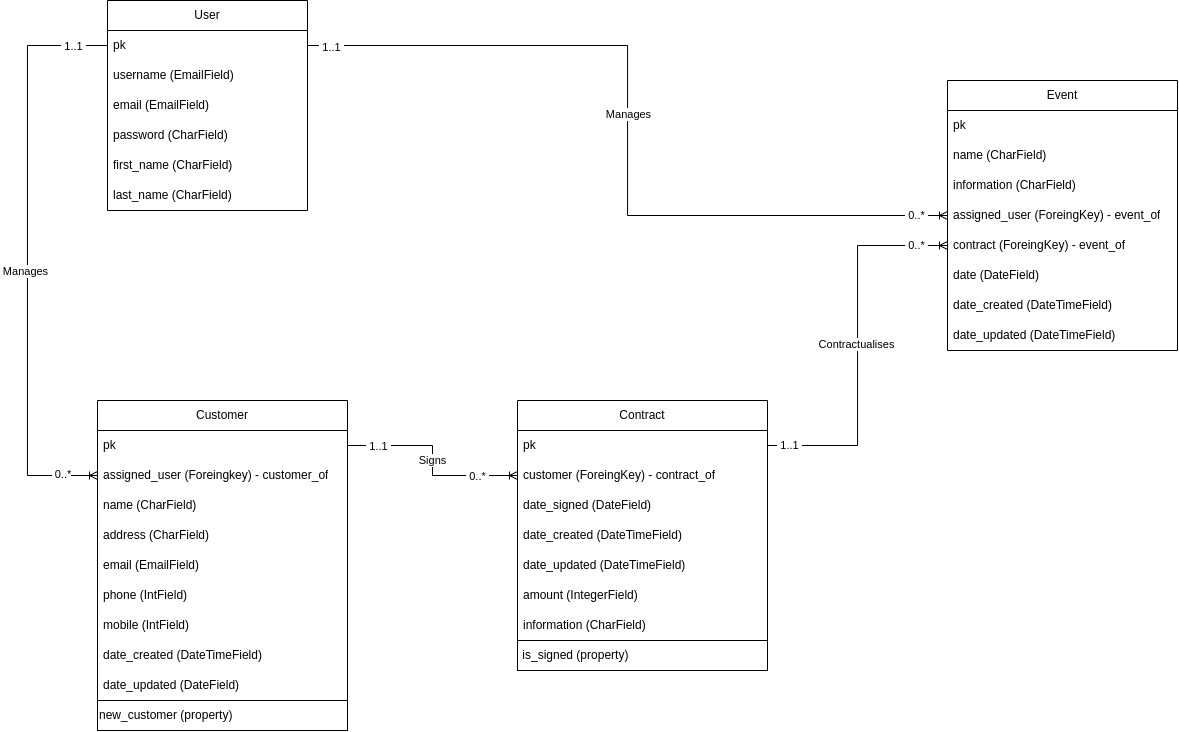 User
pk
username (EmailField)
email (EmailField)
password (CharField)
first_name (CharField)
last_name (CharField)
1..1
1..1
Manages
Manages
Event
pk
name (CharField)
information (CharField)
assigned_user (ForeingKey) - event_of
contract (ForeingKey) - event_of
date (DateField)
date_created (DateTimeField)
date_updated (DateTimeField)
0..*
0..*
Contractualises
Customer
pk
assigned_user (Foreingkey) - customer_of
name (CharField)
address (CharField)
email (EmailField)
phone (IntField)
mobile (IntField)
date_created (DateTimeField)
date_updated (DateField)
new_customer (property)
0..*
1..1
Signs
0..*
Contract
pk
customer (ForeingKey) - contract_of
date_signed (DateField)
date_created (DateTimeField)
date_updated (DateTimeField)
amount (IntegerField)
information (CharField)
is_signed (property)
1..1